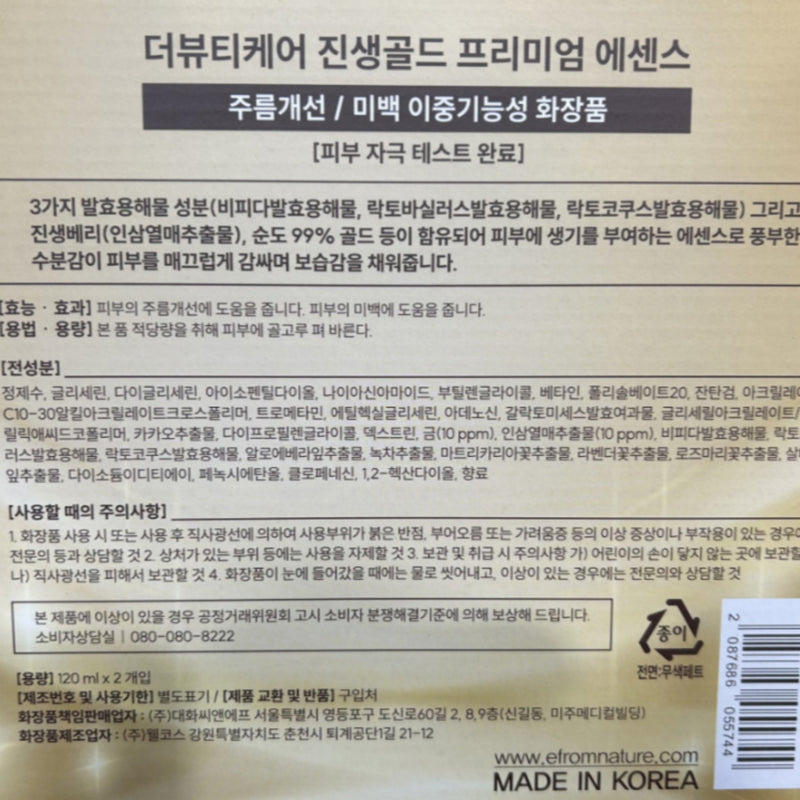 더뷰티케어 진생골드 프리미엄 에센스
주름개선 / 미백 이중기능성 화장품
[피부 자극 테스트 완료]
3가지 발효용해물 성분(비피다발효용해물, 락토바실러스발효용해물, 락토코쿠스발효용해물) 그리고
진생베리(인삼열매추출물), 순도 99% 골드 등이 함유되어 피부에 생기를 부여하는 에센스로 풍부한
수분감이 피부를 매끄럽게 감싸며 보습감을 채워줍니다.
[효능 · 효과] 피부의 주름개선에 도움을 줍니다. 피부의 미백에 도움을 줍니다.
[용법 · 용량] 본 품 적당량을 취해 피부에 골고루 펴 바른다.
[전성분]
정제수, 글리세린, 다이글리세린, 아이소펜틸다이올, 나이아신아마이드, 부틸렌글라이콜, 베타인, 폴리솔베이트20, 잔탄검, 아크릴레이
C10-30알킬아크릴레이트크로스폴리머, 트로메타민, 에틸헥실글리세린, 아데노신, 갈락토미세스발효여과물, 글리세릴아크릴레이트/
릴릭애씨드코폴리머, 카카오추출물, 다이프로필렌글라이콜, 덱스트린, 금(10 ppm), 인삼열매추출물(10 ppm), 비피다발효용해물, 락토
러스발효용해물, 락토코쿠스발효용해물, 알로에베라잎추출물, 녹차추출물, 마트리카리아꽃추출물, 라벤더꽃추출물, 로즈마리꽃추출물,
잎추출물, 다이소듐이디티에이, 페녹시에탄올, 클로페네신, 1,2-헥산다이올, 향료
[사용할 때의 주의사항]
1. 화장품 사용 시 또는 사용 후 직사광선에 의하여 사용부위가 붉은 반점, 부어오름 또는 가려움증 등의 이상 증상이나 부작용이 있는 경우
전문의 등과 상담할 것 2. 상처가 있는 부위 등에는 사용을 자제할 것 3. 보관 및 취급 시 주의사항 가) 어린이의 손이 닿지 않는 곳에 보관할
나) 직사광선을 피해서 보관할 것 4. 화장품이 눈에 들어갔을 때에는 물로 씻어내고, 이상이 있는 경우에는 전문의와 상담할 것
본 제품에 이상이 있을 경우 공정거래위원회 고시 소비자 분쟁해결기준에 의해 보상해 드립니다.
소비자상담실 | 080-080-8222
종이
전면:무색페트
[용량] 120 ml x 2 개입
[제조번호 및 사용기한] 별도표기 / [제품 교환 및 반품] 구입처
화장품책임판매업자 : (주)대화씨앤에프 서울특별시 영등포구 도신로60길 2, 8,9층(신길동, 미주메디컬빌딩)
화장품제조업자 : (주)웰코스 강원특별자치도 춘천시 퇴계공단1길 21-12
www.efromnature.com
MADE IN KOREA
2 087686 055744